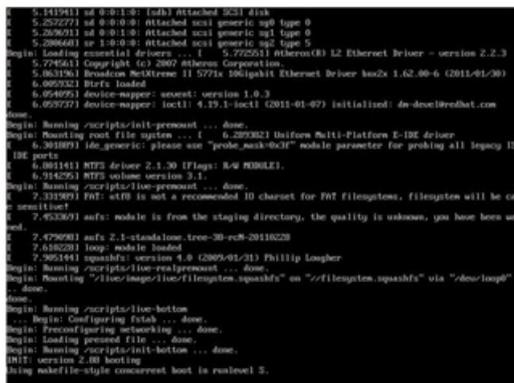 [    5.141941] sd 0:0:1:0: [sdb] Attached SCSI disk
[    5.257277] sd 0:0:0:0: Attached scsi generic sg0 type 0
[    5.269691] sd 0:0:1:0: Attached scsi generic sg1 type 0
[    5.280660] sr 1:0:0:0: Attached scsi generic sg2 type 5
Begin: Loading essential drivers ... [    5.772551] Atheros(R) L2 Ethernet Driver - version 2.2.3
[    5.774561] Copyright (c) 2007 Atheros Corporation.
[    5.863196] Broadcom NetXtreme II 5771x 10Gigabit Ethernet Driver bnx2x 1.62.00-6 (2011/01/30)
[    6.005932] Btrfs loaded
[    6.054095] device-mapper: uevent: version 1.0.3
[    6.059737] device-mapper: ioctl: 4.19.1-ioctl (2011-01-07) initialised: dm-devel@redhat.com
done.
Begin: Running /scripts/init-premount ... done.
Begin: Mounting root file system ... [    6.289382] Uniform Multi-Platform E-IDE driver
[    6.301889] ide_generic: please use "probe_mask=0x3f" module parameter for probing all legacy IS
IDE ports
[    6.801141] NTFS driver 2.1.30 [Flags: R/W MODULE].
[    6.914295] NTFS volume version 3.1.
Begin: Running /scripts/live-premount ... done.
[    7.331909] FAT: utf8 is not a recommended IO charset for FAT filesystems, filesystem will be ca
e sensitive!
[    7.453369] aufs: module is from the staging directory, the quality is unknown, you have been wa
ned.
[    7.479098] aufs 2.1-standalone.tree-38-rcN-20110228
[    7.610228] loop: module loaded
[    7.905144] squashfs: version 4.0 (2009/01/31) Phillip Lougher
Begin: Running /scripts/live-realpremount ... done.
Begin: Mounting "/live/image/live/filesystem.squashfs" on "//filesystem.squashfs" via "/dev/loop0"
.. done.
done.
Begin: Running /scripts/live-bottom
... Begin: Configuring fstab ... done.
Begin: Preconfiguring networking ... done.
Begin: Loading preseed file ... done.
Begin: Running /scripts/init-bottom ... done.
INIT: version 2.88 booting
Using makefile-style concurrent boot in runlevel S.